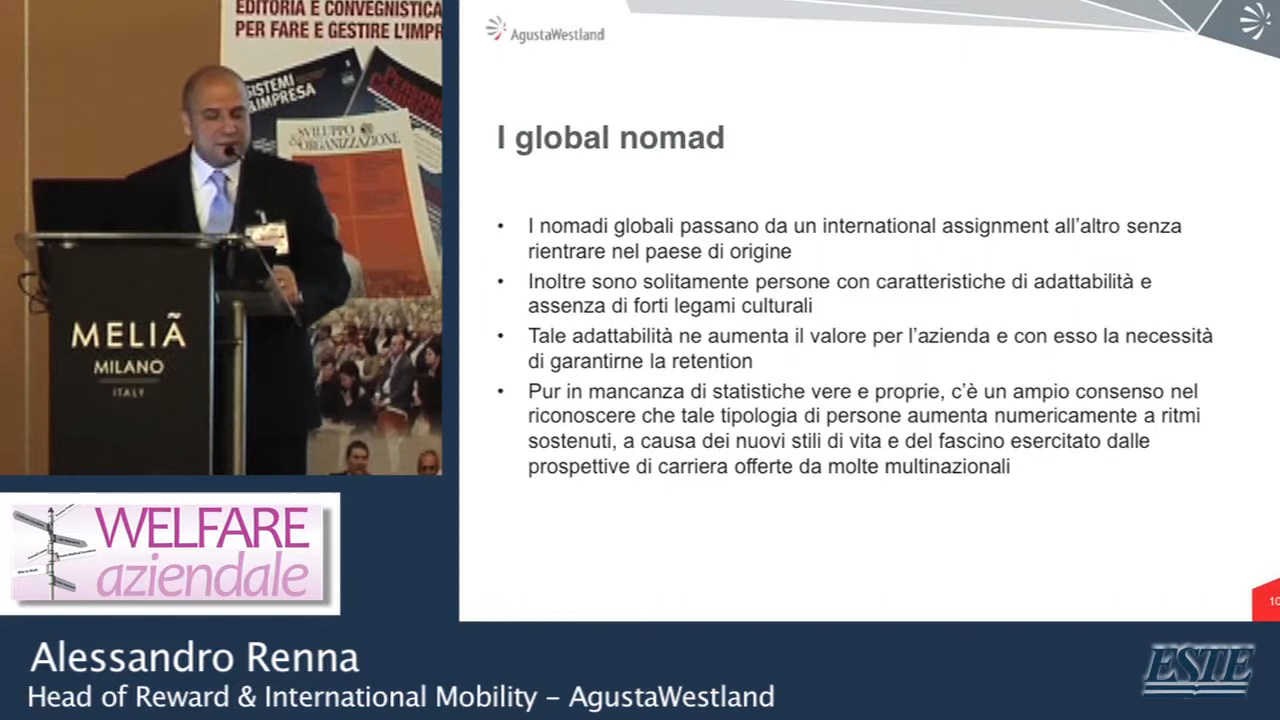 EDITORIA E CONVEGNISTICA
PER FARE E GESTIRE L'IMPR
SISTEMI
&IMPRESA
SVILUPPO
&ORGANIZZAZIONE
MELIÃ
MILANO
ITALY
AgustaWestland
I global nomad
• I nomadi globali passano da un international assignment all’altro senza
rientrare nel paese di origine
• Inoltre sono solitamente persone con caratteristiche di adattabilità e
assenza di forti legami culturali
• Tale adattabilità ne aumenta il valore per l’azienda e con esso la necessità
di garantirne la retention
• Pur in mancanza di statistiche vere e proprie, c’è un ampio consenso nel
riconoscere che tale tipologia di persone aumenta numericamente a ritmi
sostenuti, a causa dei nuovi stili di vita e del fascino esercitato dalle
prospettive di carriera offerte da molte multinazionali
10
WELFARE
aziendale
Alessandro Renna
Head of Reward & International Mobility – AgustaWestland
ESTE